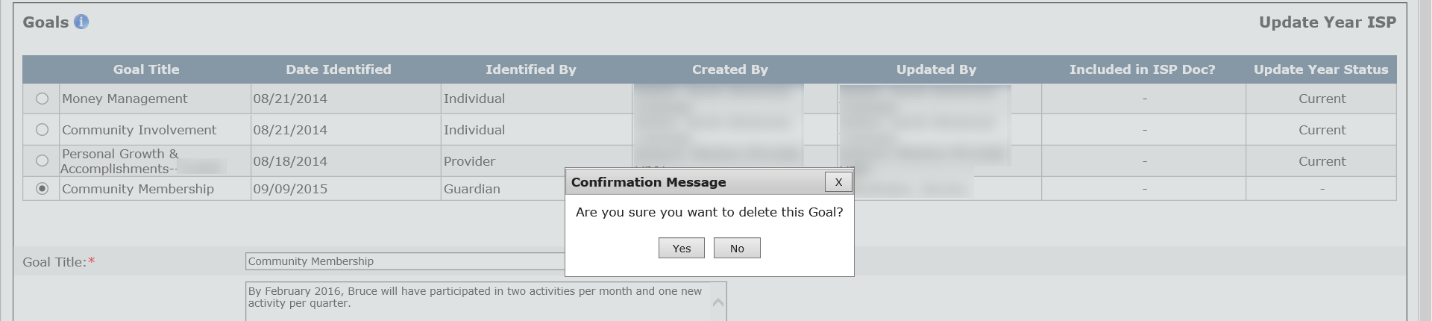 Goals
Update Year ISP
Goal Title Date Identified Identified By Created By Updated By Included in ISP Doc? Update Year Status
Money Management 08/21/2014 Individual - Current
Community Involvement 08/21/2014 Individual - Current
Personal Growth &
Accomplishments-- 08/18/2014 Provider - Current
Community Membership 09/09/2015 Guardian - -
Confirmation Message X
Are you sure you want to delete this Goal?
Yes No
Goal Title:* Community Membership
By February 2016, Bruce will have participated in two activities per month and one new
activity per quarter.